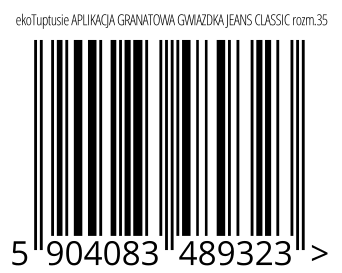 ekoTuptusie APLIKACJA GRANATOWA GWIAZDKA JEANS CLASSIC rozm.35
5 904083 489323 >